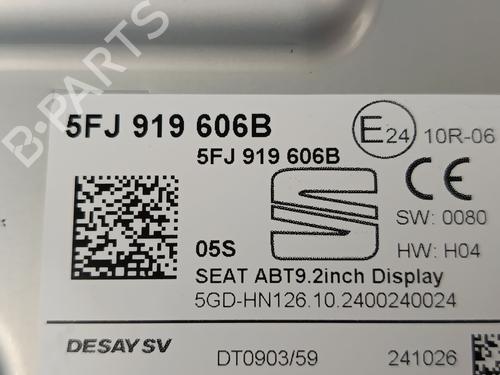 5FJ 919 606B
5FJ 919 606B
E24 10R-06
CE
SW: 0080
HW: H04
05S
SEAT ABT9.2inch Display
5GD-HN126.10.2400240024
DESAY SV
DT0903/59
241026
B-PARTS